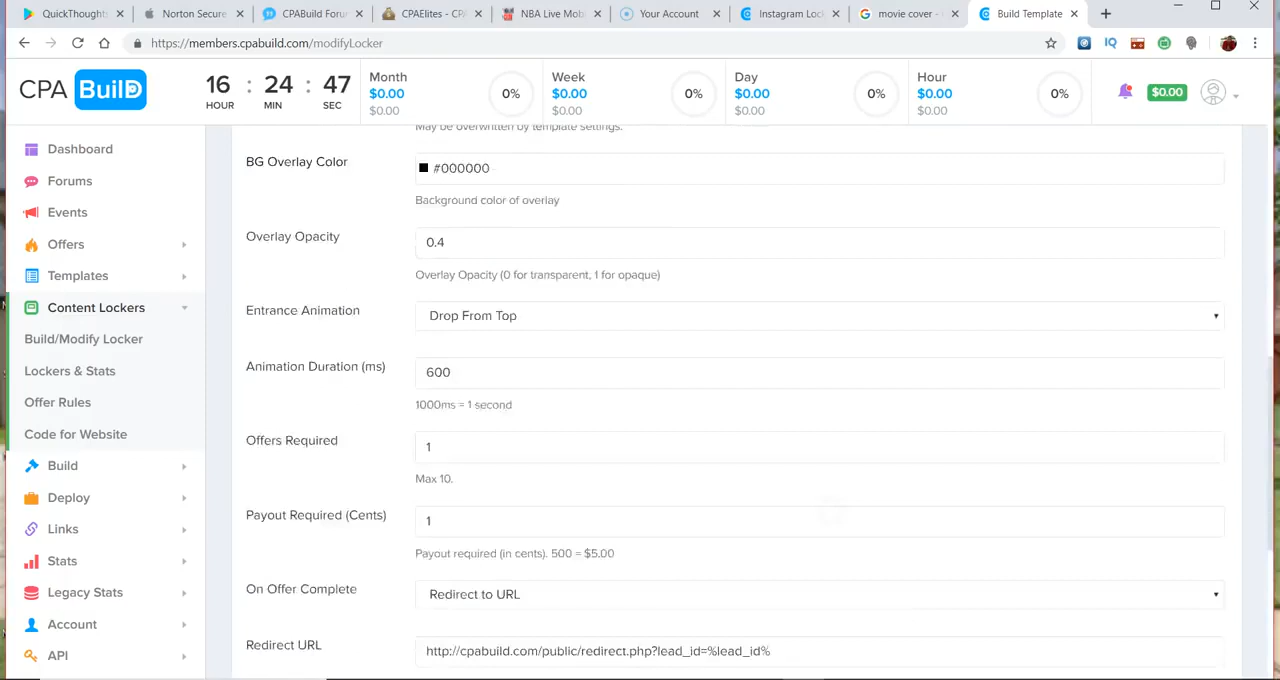 QuickThoughts
Norton Secure
CPABuild Forum
CPAElites - CPA
NBA Live Mobi
Your Account
Instagram Loc
movie cover -
Build Template
https://members.cpabuild.com/modifyLocker
IQ
CPA BuilD
16 : 24 : 47
HOUR MIN SEC
Month
$0.00
$0.00
0%
Week
$0.00
$0.00
0%
Day
$0.00
$0.00
0%
Hour
$0.00
$0.00
0%
$0.00
Dashboard
Forums
Events
Offers
Templates
Content Lockers
Build/Modify Locker
Lockers & Stats
Offer Rules
Code for Website
Build
Deploy
Links
Stats
Legacy Stats
Account
API
May be overwritten by template settings.
BG Overlay Color
#000000
Background color of overlay
Overlay Opacity
0.4
Overlay Opacity (0 for transparent, 1 for opaque)
Entrance Animation
Drop From Top
Animation Duration (ms)
600
1000ms = 1 second
Offers Required
1
Max 10.
Payout Required (Cents)
1
Payout required (in cents). 500 = $5.00
On Offer Complete
Redirect to URL
Redirect URL
http://cpabuild.com/public/redirect.php?lead_id=%lead_id%